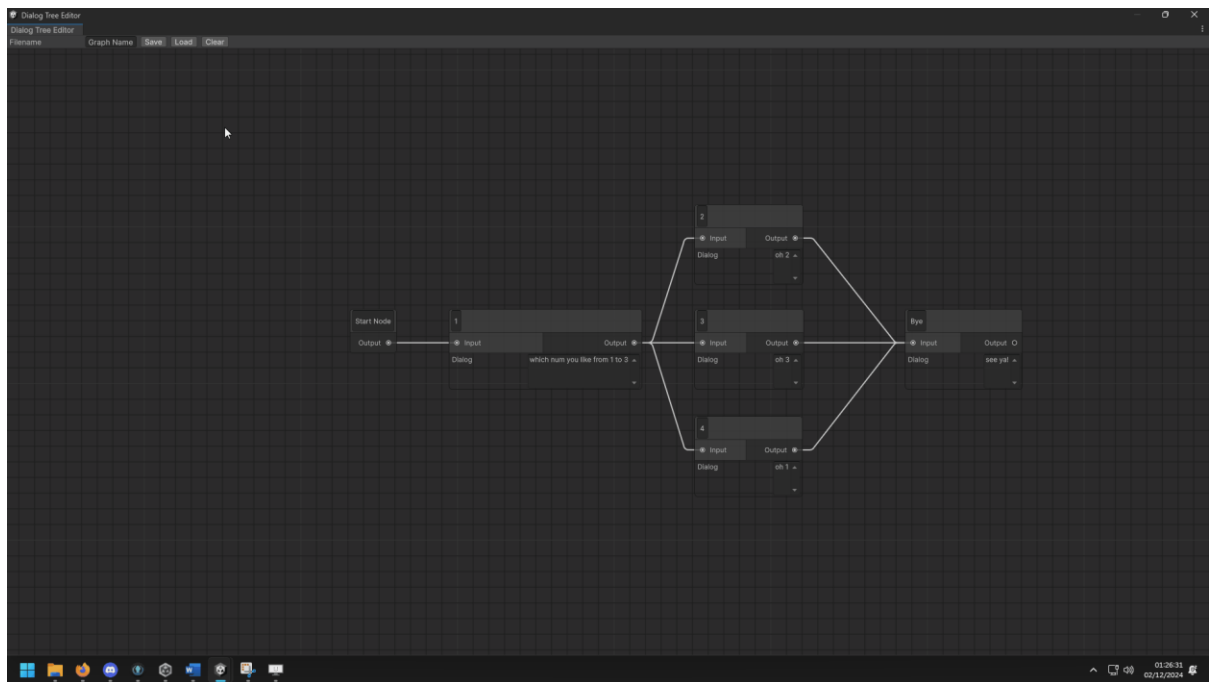 Dialog Tree Editor
Dialog Tree Editor
Filename Graph Name Save Load Clear
2
Input Output
Dialog oh 2
Start Node
Output
1
Input Output
Dialog which num you like from 1 to 3
3
Input Output
Dialog oh 3
Bye
Input Output
Dialog see ya!
4
Input Output
Dialog oh 1
01:26:31
02/12/2024